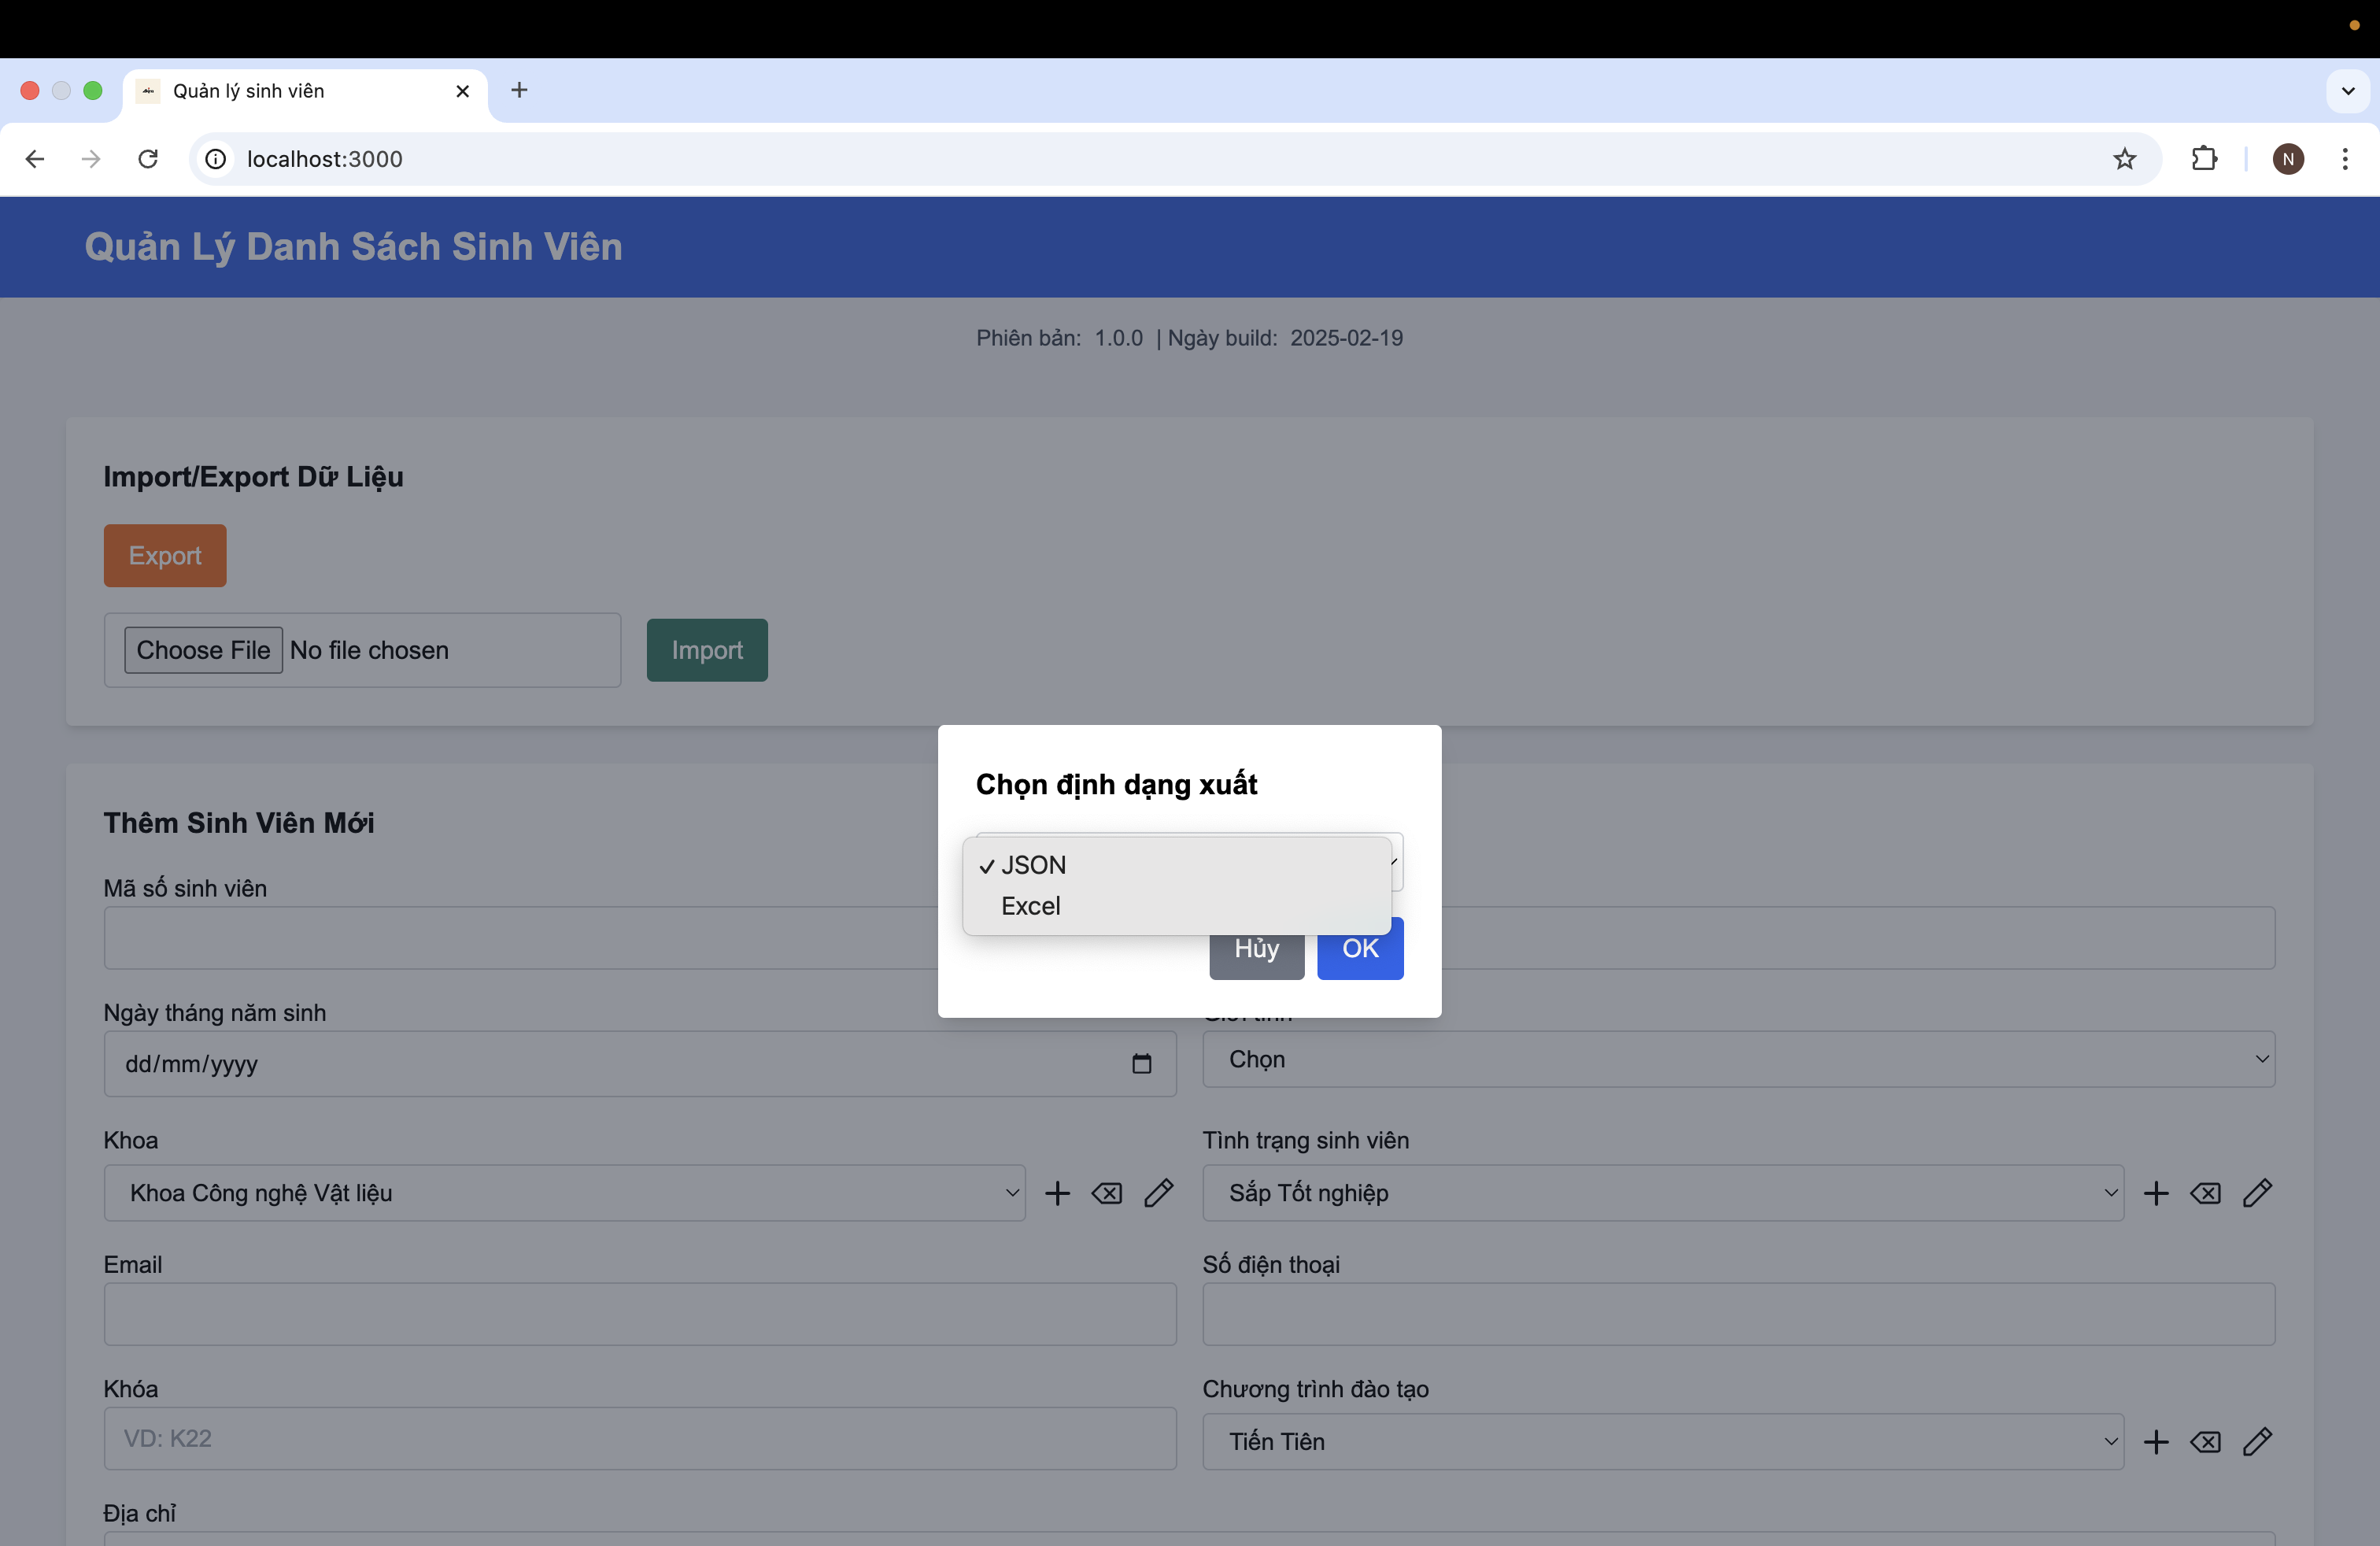 Quản lý sinh viên
localhost:3000
N
Quản Lý Danh Sách Sinh Viên
Phiên bản: 1.0.0 | Ngày build: 2025-02-19
Import/Export Dữ Liệu
Export
Choose File No file chosen
Import
Chọn định dạng xuất
✓ JSON
Excel
Hủy
OK
Thêm Sinh Viên Mới
Mã số sinh viên
Ngày tháng năm sinh
dd/mm/yyyy
Chọn
Khoa
Tình trạng sinh viên
Khoa Công nghệ Vật liệu
Sắp Tốt nghiệp
Email
Số điện thoại
Khóa
Chương trình đào tạo
VD: K22
Tiến Tiên
Địa chỉ